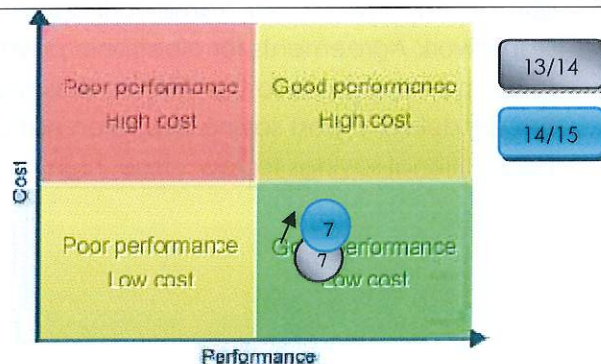 Poor performance
High cost
Good performance
High cost
13/14
14/15
Cost
Poor performance
Low cost
7
7
performance
Low cost
Performance